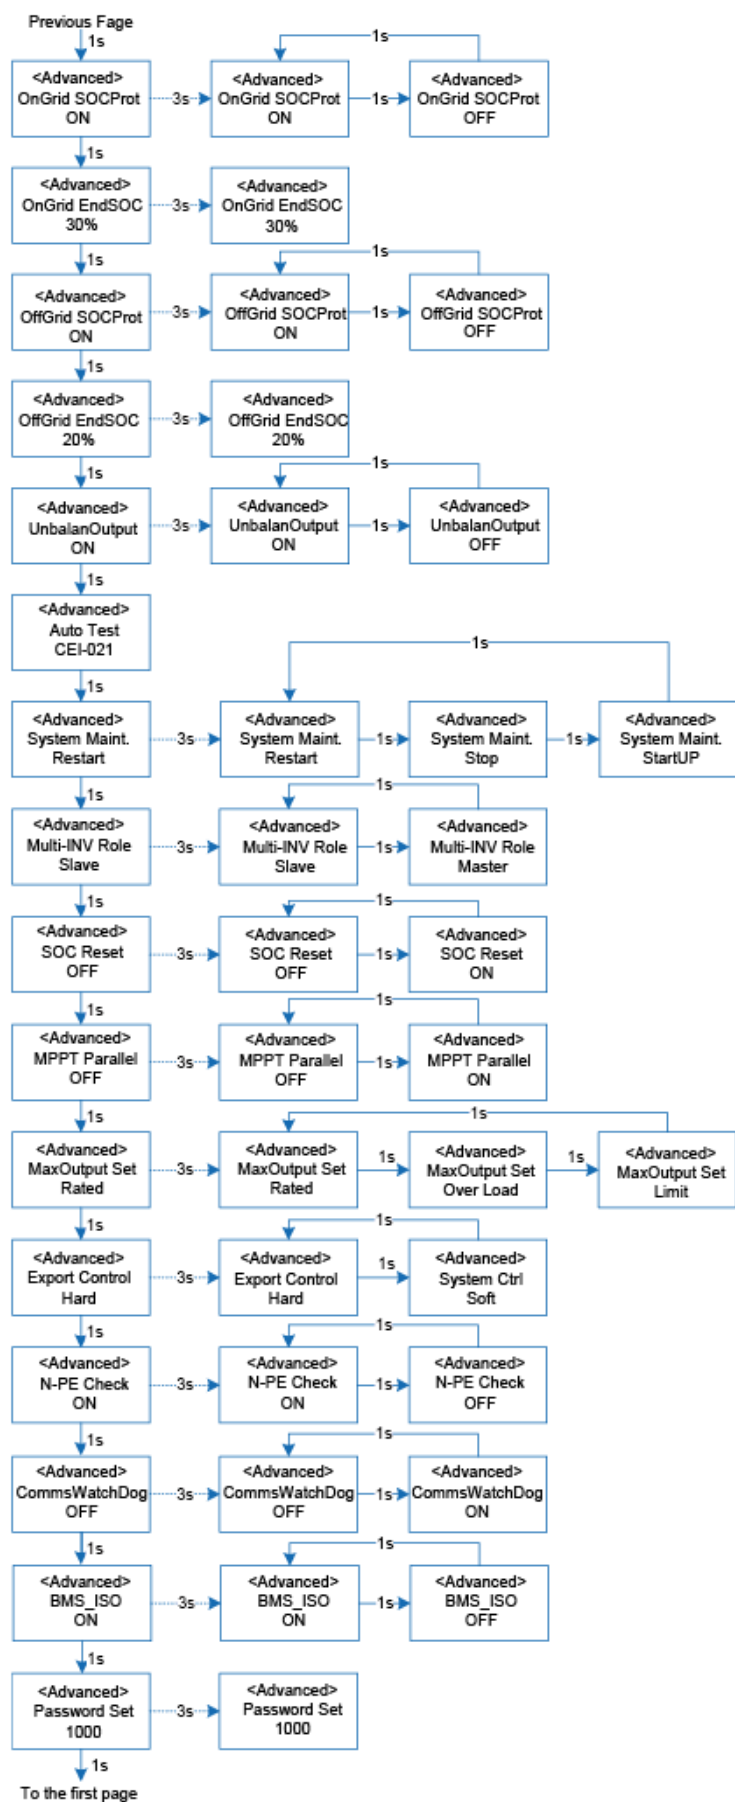 Previous Fage
1s
1s
<Advanced>
OnGrid SOCProt
ON
3s
<Advanced>
OnGrid SOCProt
ON
1s
<Advanced>
OnGrid SOCProt
OFF
1s
<Advanced>
OnGrid EndSOC
30%
3s
<Advanced>
OnGrid EndSOC
30%
1s
1s
<Advanced>
OffGrid SOCProt
ON
3s
<Advanced>
OffGrid SOCProt
ON
1s
<Advanced>
OffGrid SOCProt
OFF
1s
<Advanced>
OffGrid EndSOC
20%
3s
<Advanced>
OffGrid EndSOC
20%
1s
1s
<Advanced>
UnbalanOutput
ON
3s
<Advanced>
UnbalanOutput
ON
1s
<Advanced>
UnbalanOutput
OFF
1s
<Advanced>
Auto Test
CEI-021
1s
1s
<Advanced>
System Maint.
Restart
3s
<Advanced>
System Maint.
Restart
1s
<Advanced>
System Maint.
Stop
1s
<Advanced>
System Maint.
StartUP
1s
1s
<Advanced>
Multi-INV Role
Slave
3s
<Advanced>
Multi-INV Role
Slave
1s
<Advanced>
Multi-INV Role
Master
1s
1s
<Advanced>
SOC Reset
OFF
3s
<Advanced>
SOC Reset
OFF
1s
<Advanced>
SOC Reset
ON
1s
1s
<Advanced>
MPPT Parallel
OFF
3s
<Advanced>
MPPT Parallel
OFF
1s
<Advanced>
MPPT Parallel
ON
1s
1s
<Advanced>
MaxOutput Set
Rated
3s
<Advanced>
MaxOutput Set
Rated
1s
<Advanced>
MaxOutput Set
Over Load
1s
<Advanced>
MaxOutput Set
Limit
1s
1s
<Advanced>
Export Control
Hard
3s
<Advanced>
Export Control
Hard
1s
<Advanced>
System Ctrl
Soft
1s
1s
<Advanced>
N-PE Check
ON
3s
<Advanced>
N-PE Check
ON
1s
<Advanced>
N-PE Check
OFF
1s
1s
<Advanced>
CommsWatchDog
OFF
3s
<Advanced>
CommsWatchDog
OFF
1s
<Advanced>
CommsWatchDog
ON
1s
1s
<Advanced>
BMS_ISO
ON
3s
<Advanced>
BMS_ISO
ON
1s
<Advanced>
BMS_ISO
OFF
1s
<Advanced>
Password Set
1000
3s
<Advanced>
Password Set
1000
1s
To the first page